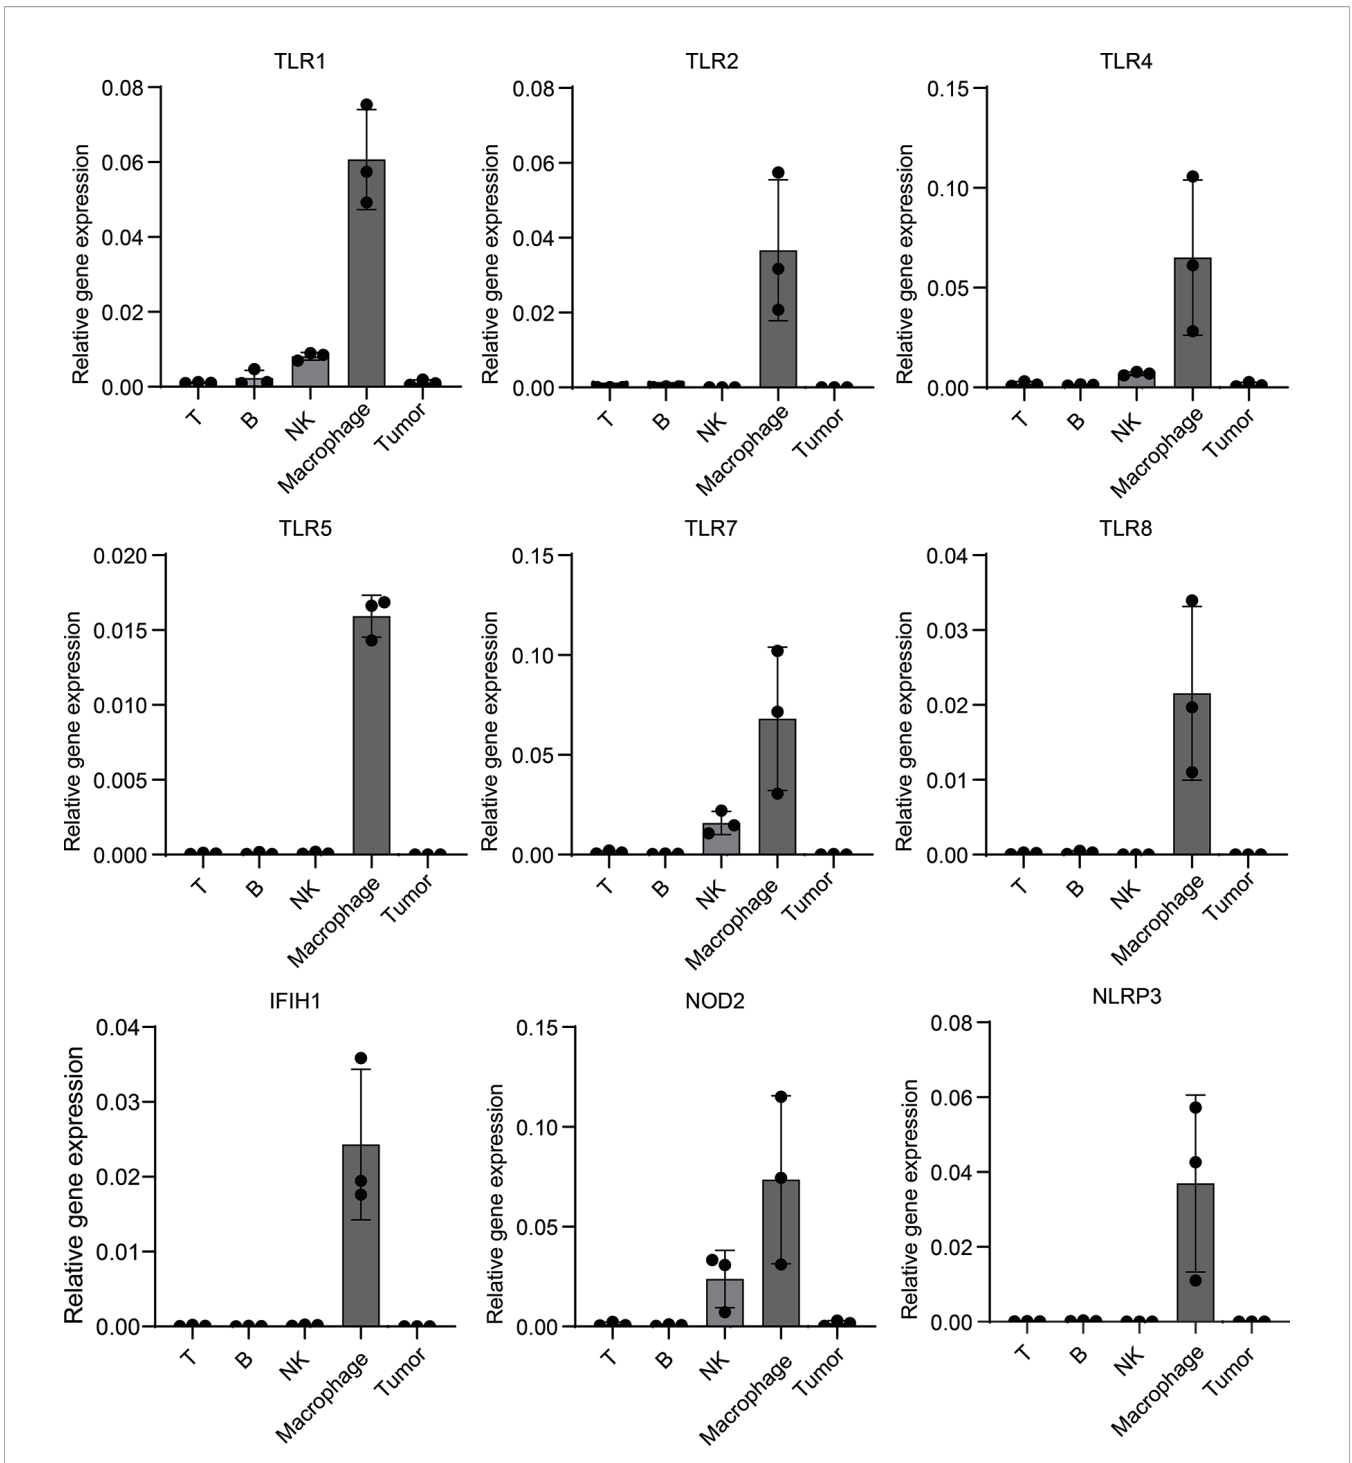 TLR1
Relative gene expression
0.08
0.06
0.04
0.02
0.00
T
B
NK
Macrophage
Tumor
TLR2
Relative gene expression
0.08
0.06
0.04
0.02
0.00
T
B
NK
Macrophage
Tumor
TLR4
Relative gene expression
0.15
0.10
0.05
0.00
T
B
NK
Macrophage
Tumor
TLR5
Relative gene expression
0.020
0.015
0.010
0.005
0.000
T
B
NK
Macrophage
Tumor
TLR7
Relative gene expression
0.15
0.10
0.05
0.00
T
B
NK
Macrophage
Tumor
TLR8
Relative gene expression
0.04
0.03
0.02
0.01
0.00
T
B
NK
Macrophage
Tumor
IFIH1
Relative gene expression
0.04
0.03
0.02
0.01
0.00
T
B
NK
Macrophage
Tumor
NOD2
Relative gene expression
0.15
0.10
0.05
0.00
T
B
NK
Macrophage
Tumor
NLRP3
Relative gene expression
0.08
0.06
0.04
0.02
0.00
T
B
NK
Macrophage
Tumor